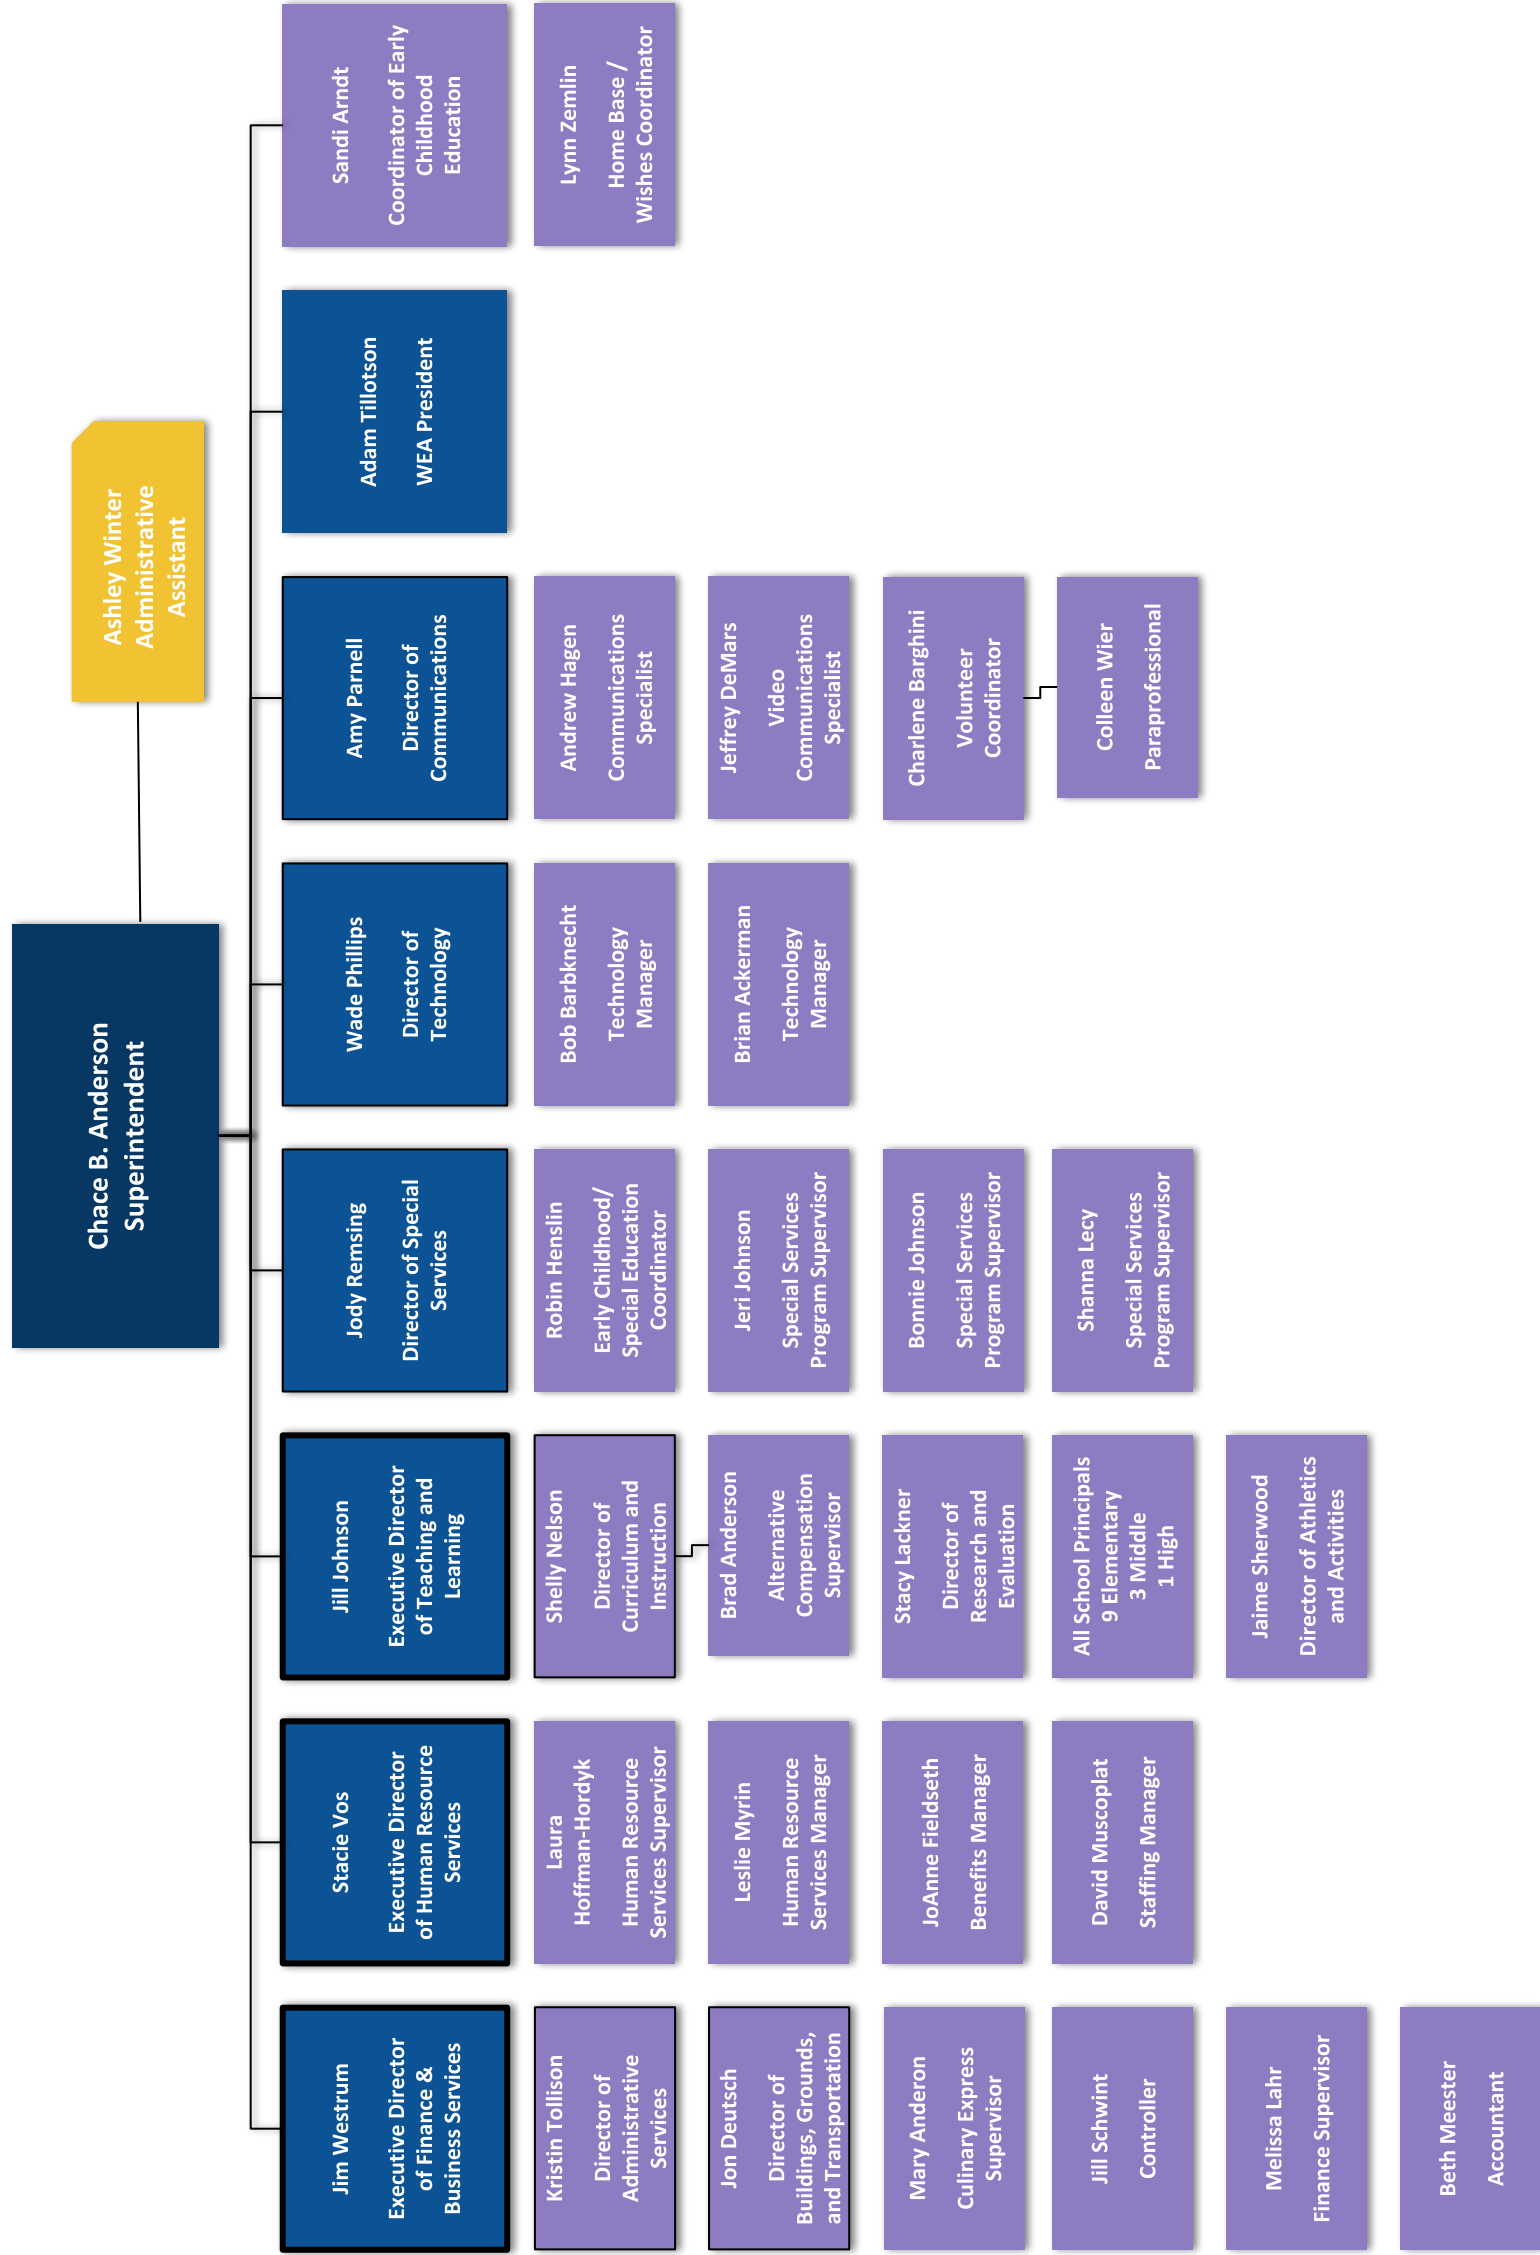 Chace B. Anderson
Superintendent
Ashley Winter
Administrative
Assistant
Jim Westrum
Executive Director
of Finance &
Business Services
Kristin Tollison
Director of
Administrative
Services
Jon Deutsch
Director of
Buildings, Grounds,
and Transportation
Mary Anderon
Culinary Express
Supervisor
Jill Schwint
Controller
Melissa Lahr
Finance Supervisor
Beth Meester
Accountant
Stacie Vos
Executive Director
of Human Resource
Services
Laura
Hoffman-Hordyk
Human Resource
Services Supervisor
Leslie Myrin
Human Resource
Services Manager
JoAnne Fieldseth
Benefits Manager
David Muscoplat
Staffing Manager
Jill Johnson
Executive Director
of Teaching and
Learning
Shelly Nelson
Director of
Curriculum and
Instruction
Brad Anderson
Alternative
Compensation
Supervisor
Stacy Lackner
Director of
Research and
Evaluation
All School Principals
9 Elementary
3 Middle
1 High
Jaime Sherwood
Director of Athletics
and Activities
Jody Remsing
Director of Special
Services
Robin Henslin
Early Childhood/
Special Education
Coordinator
Jeri Johnson
Special Services
Program Supervisor
Bonnie Johnson
Special Services
Program Supervisor
Shanna Lecy
Special Services
Program Supervisor
Wade Phillips
Director of
Technology
Bob Barbknecht
Technology
Manager
Brian Ackerman
Technology
Manager
Amy Parnell
Director of
Communications
Andrew Hagen
Communications
Specialist
Jeffrey DeMars
Video
Communications
Specialist
Charlene Barghini
Volunteer
Coordinator
Colleen Wier
Paraprofessional
Adam Tillotson
WEA President
Sandi Arndt
Coordinator of Early
Childhood
Education
Lynn Zemlin
Home Base /
Wishes Coordinator